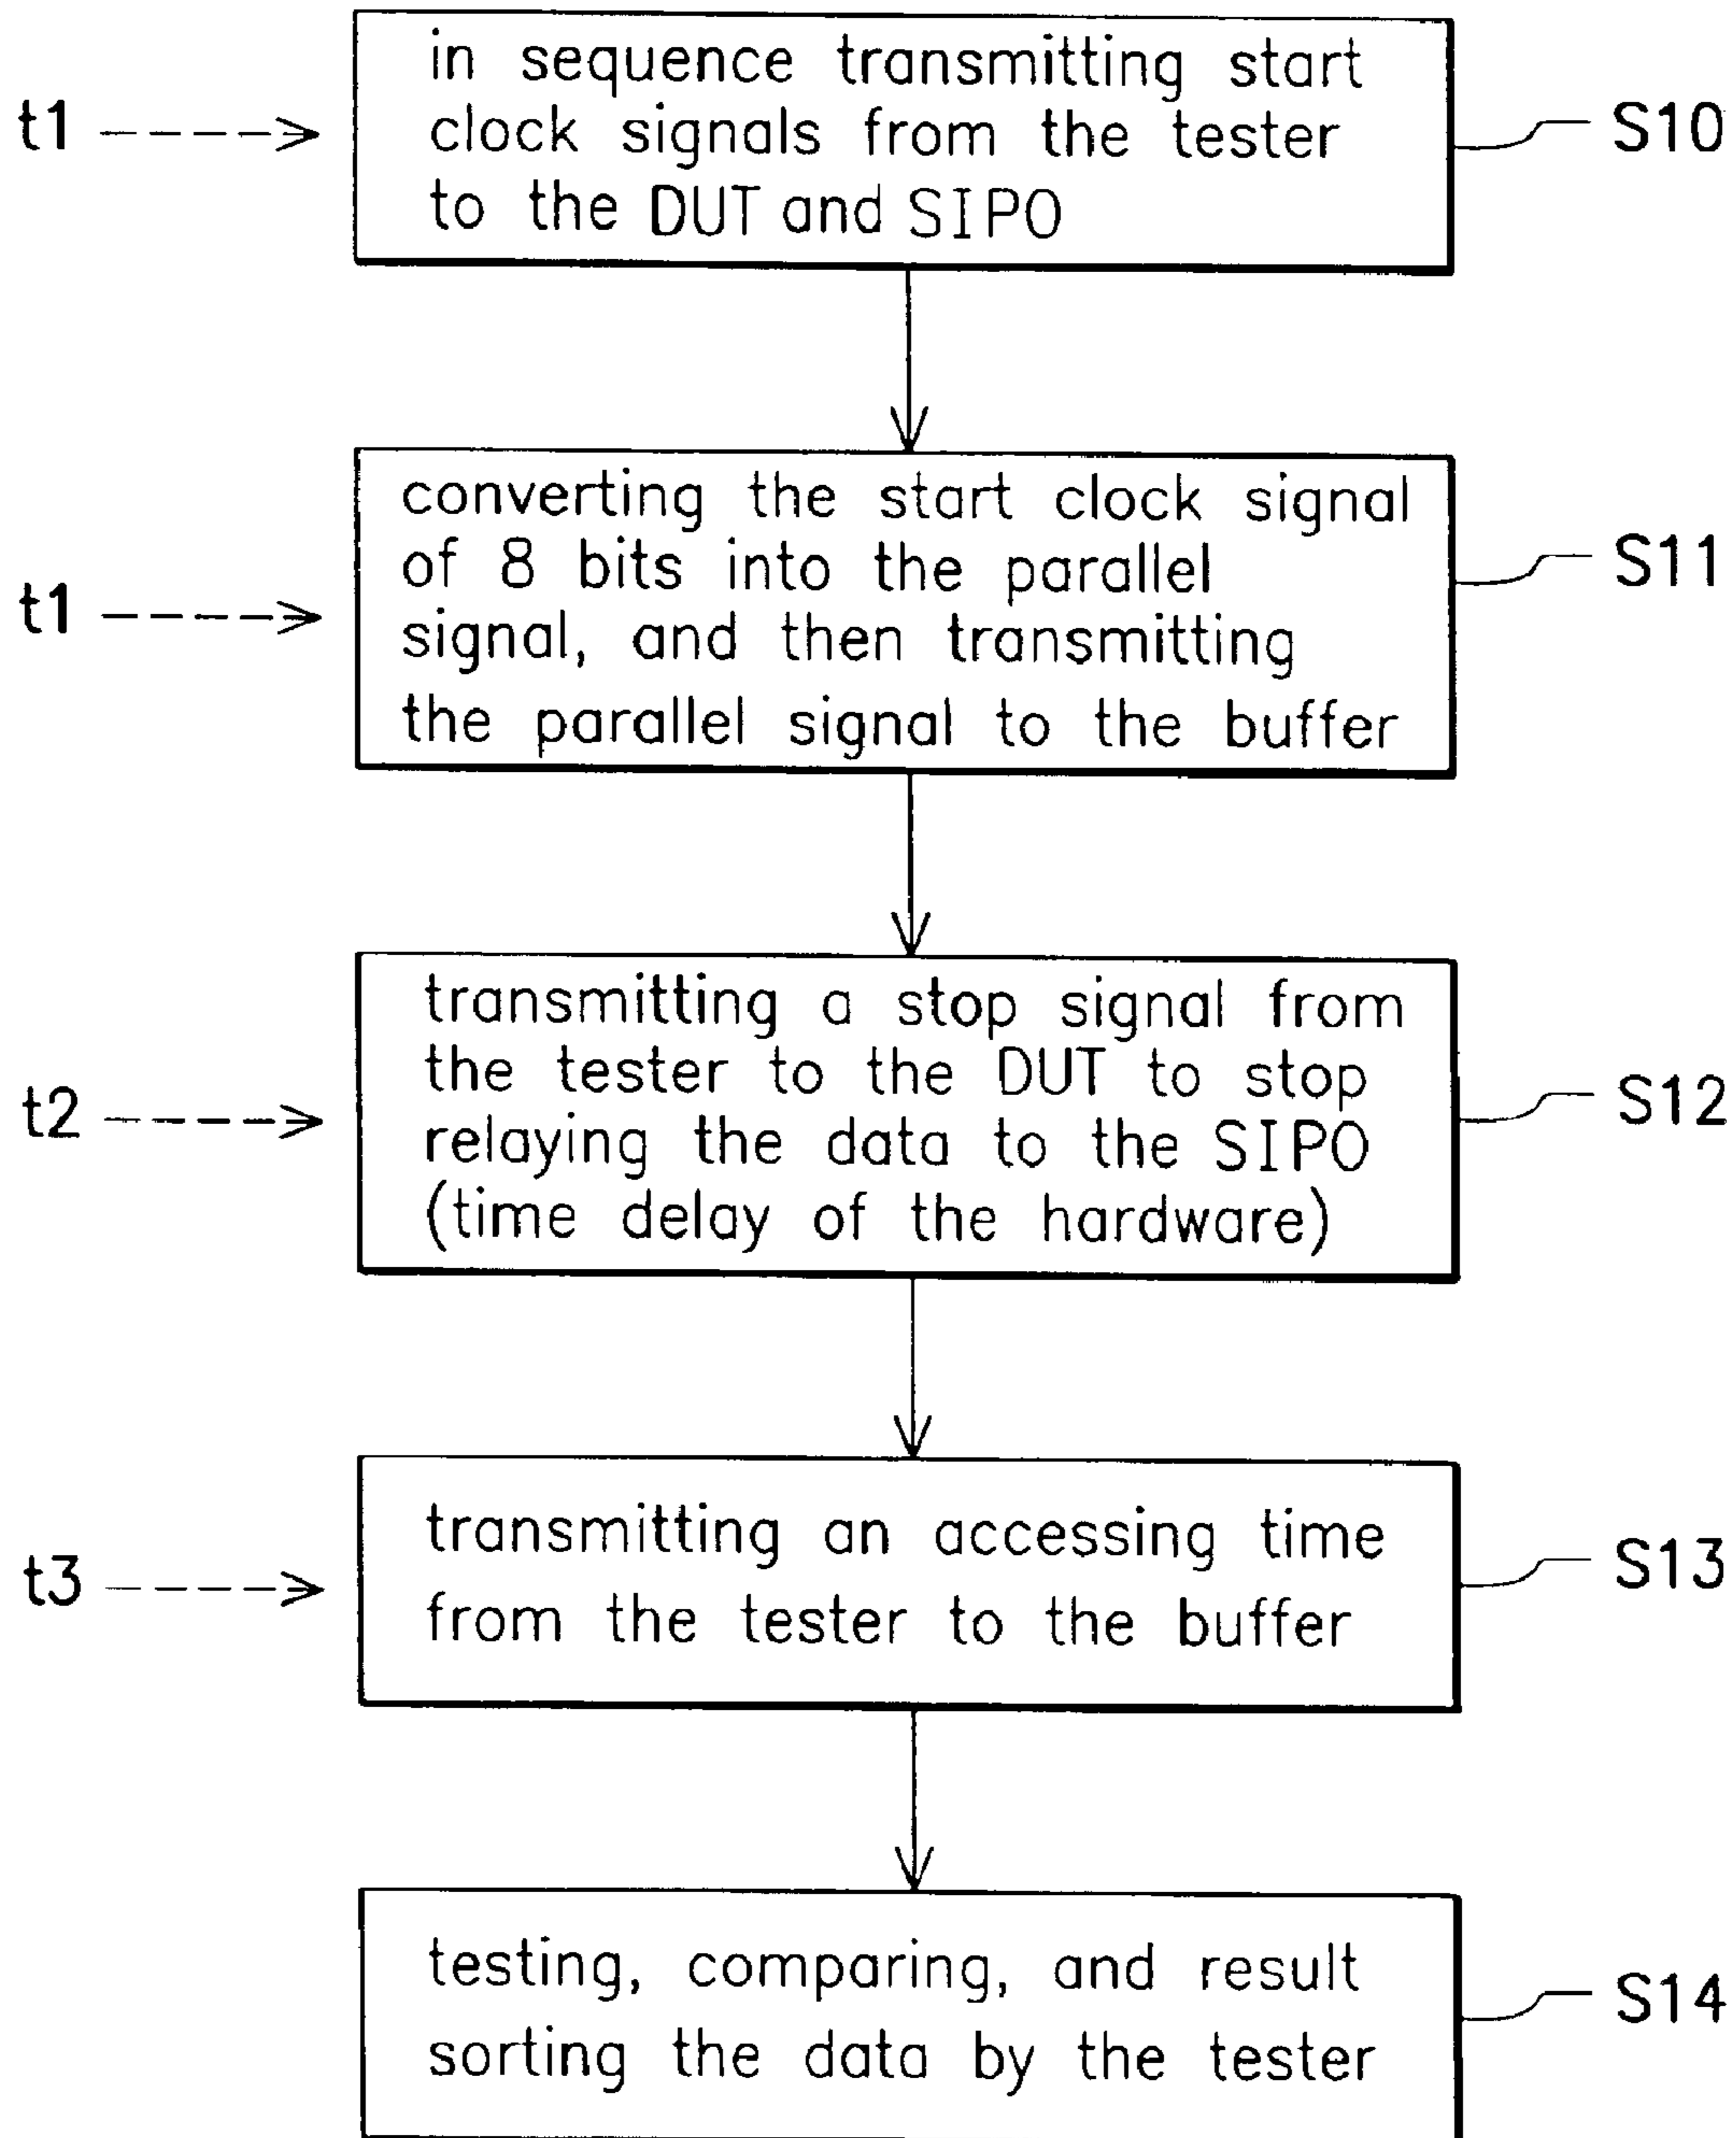 in sequence transmitting start
t1
clock signals from the tester
S10
to the DUT and SIPO
converting the start clock signal
of 8 bits into the parallel
S11
t1
signal, and then transmitting
the parallel signal to the buffer
transmitting a stop signal from
the tester to the DUT to stop
t2
relaying the data to the SIPO
S12
(time delay of the hardware)
transmitting an accessing time
t3
from the tester to the buffer
S13
testing, comparing, and result
sorting the data by the tester
S14